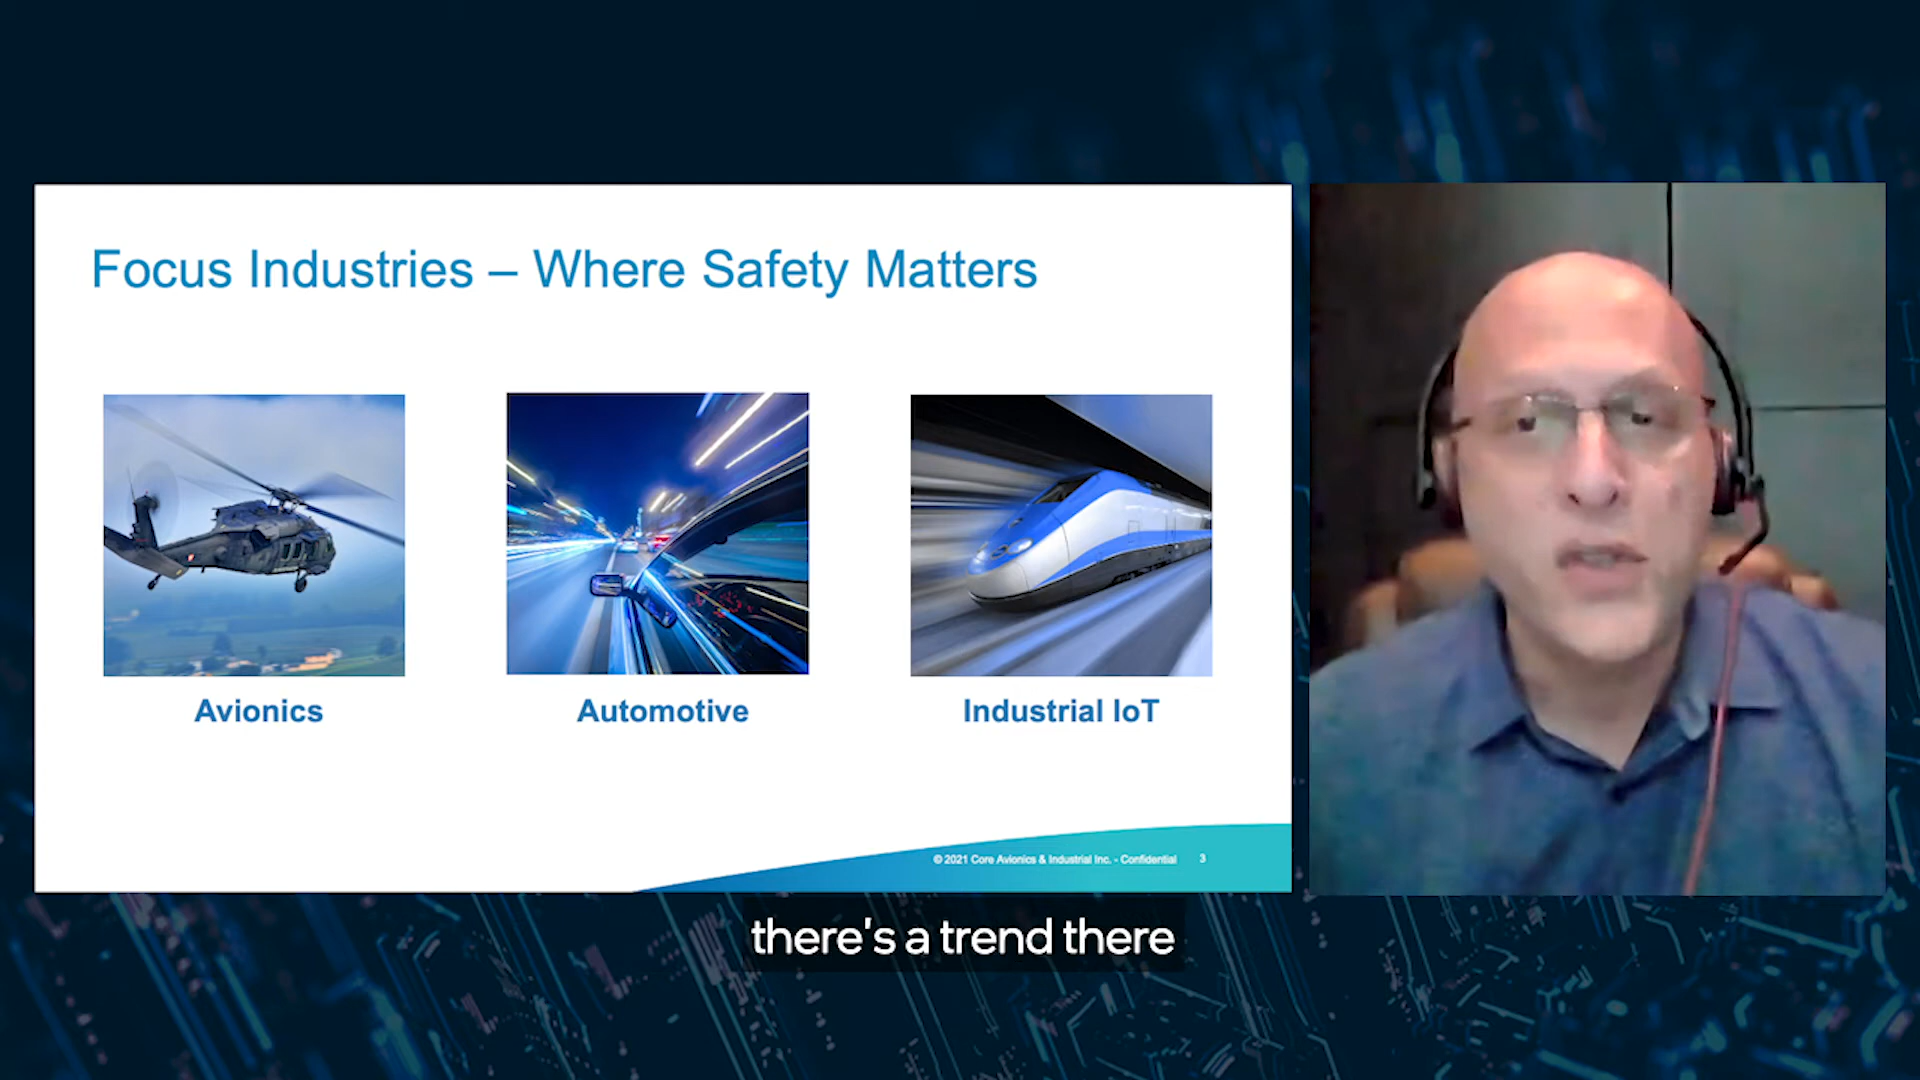 Focus Industries – Where Safety Matters
Avionics
Automotive
Industrial IoT
© 2021 Core Avionics & Industrial Inc. - Confidential 3
there's a trend there